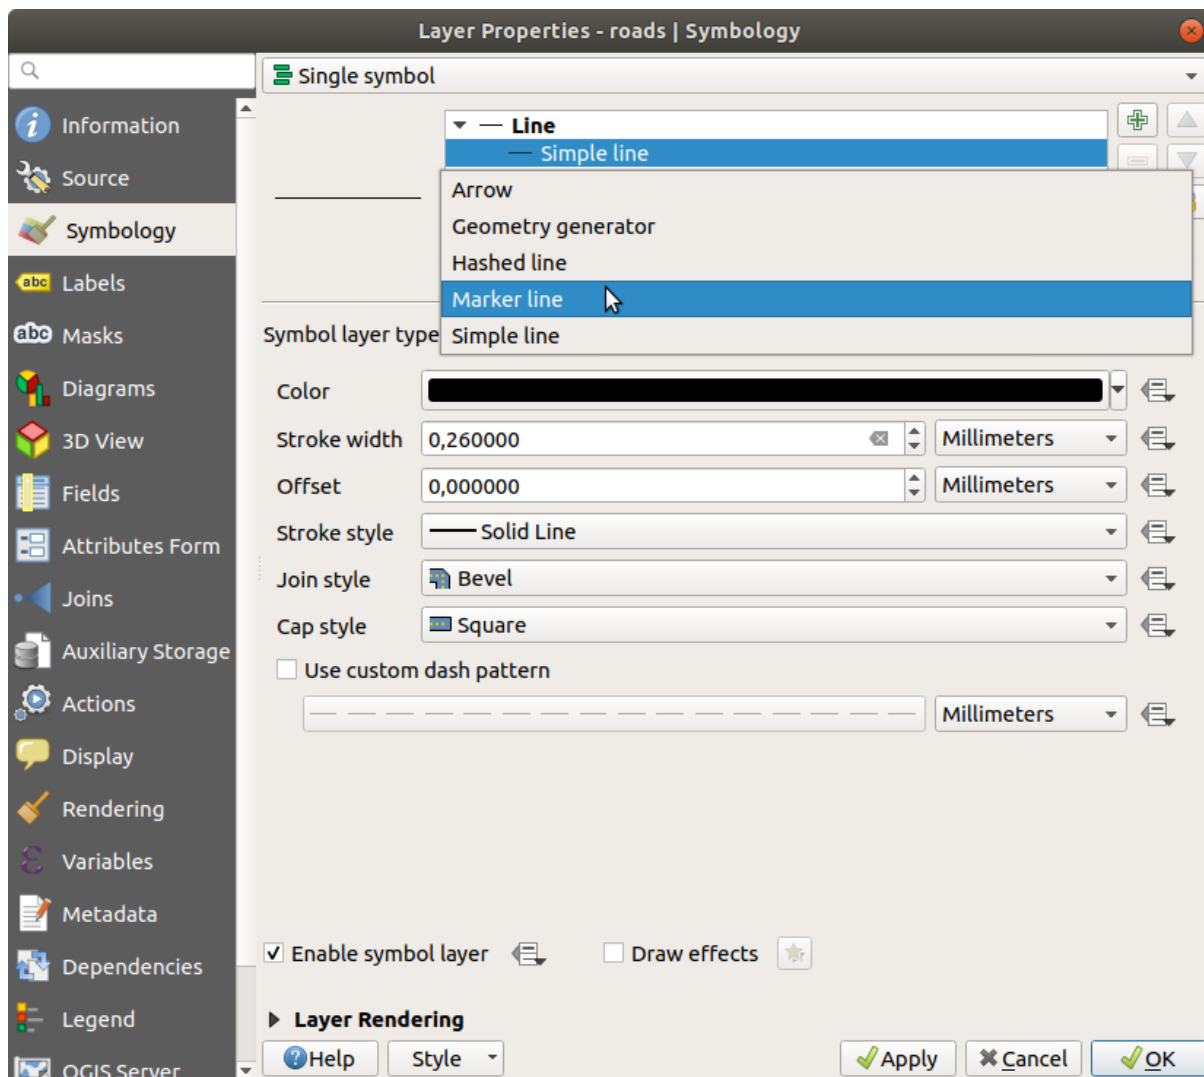 Layer Properties - roads | Symbology
Single symbol
Information
Source
Symbology
abc Labels
abc Masks
Diagrams
3D View
Fields
Attributes Form
Joins
Auxiliary Storage
Actions
Display
Rendering
Variables
Metadata
Dependencies
Legend
QGIS Server
Line
Simple line
Arrow
Geometry generator
Hashed line
Marker line
Simple line
Symbol layer type
Color
Stroke width 0,260000 Millimeters
Offset 0,000000 Millimeters
Stroke style Solid Line
Join style Bevel
Cap style Square
Use custom dash pattern
Millimeters
Enable symbol layer Draw effects
Layer Rendering
Help Style Apply Cancel OK